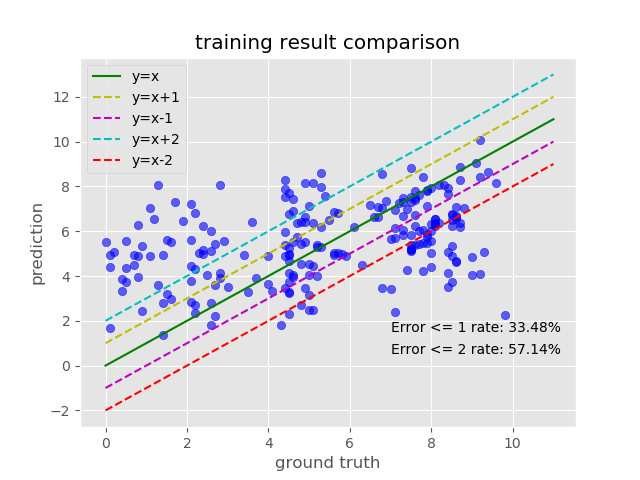 training result comparison
y=x
y=x+1
y=x-1
y=x+2
y=x-2
12
10
8
6
4
2
0
−2
prediction
Error <= 1 rate: 33.48%
Error <= 2 rate: 57.14%
0 2 4 6 8 10
ground truth